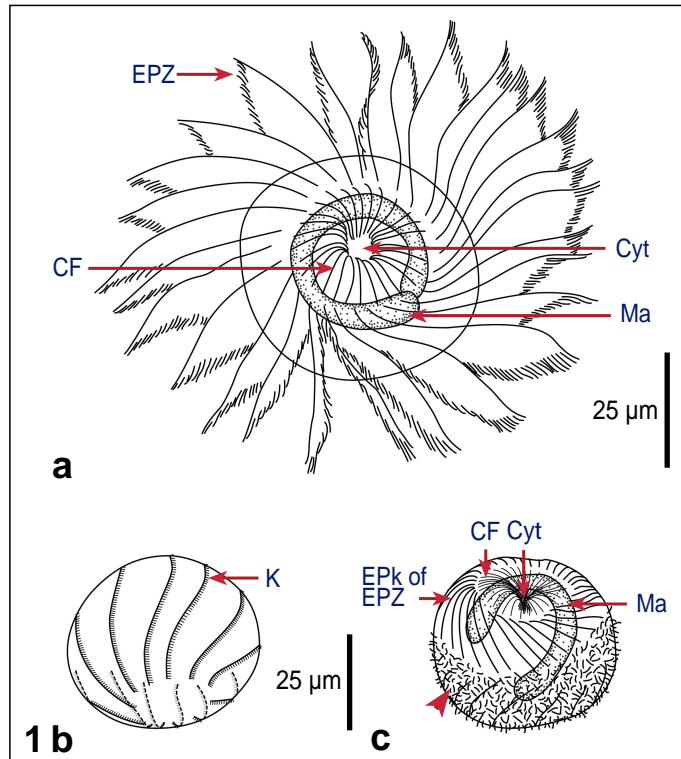 EPZ
CF
Cyt
Ma
25 µm
a
CF Cyt
K
EPk of
EPZ
Ma
25 µm
1 b
c